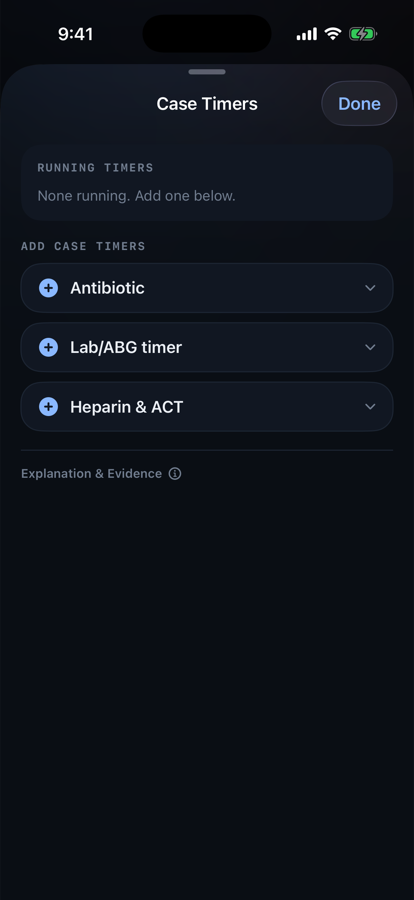 9:41
Case Timers
Done
RUNNING TIMERS
None running. Add one below.
ADD CASE TIMERS
Antibiotic
Lab/ABG timer
Heparin & ACT
Explanation & Evidence